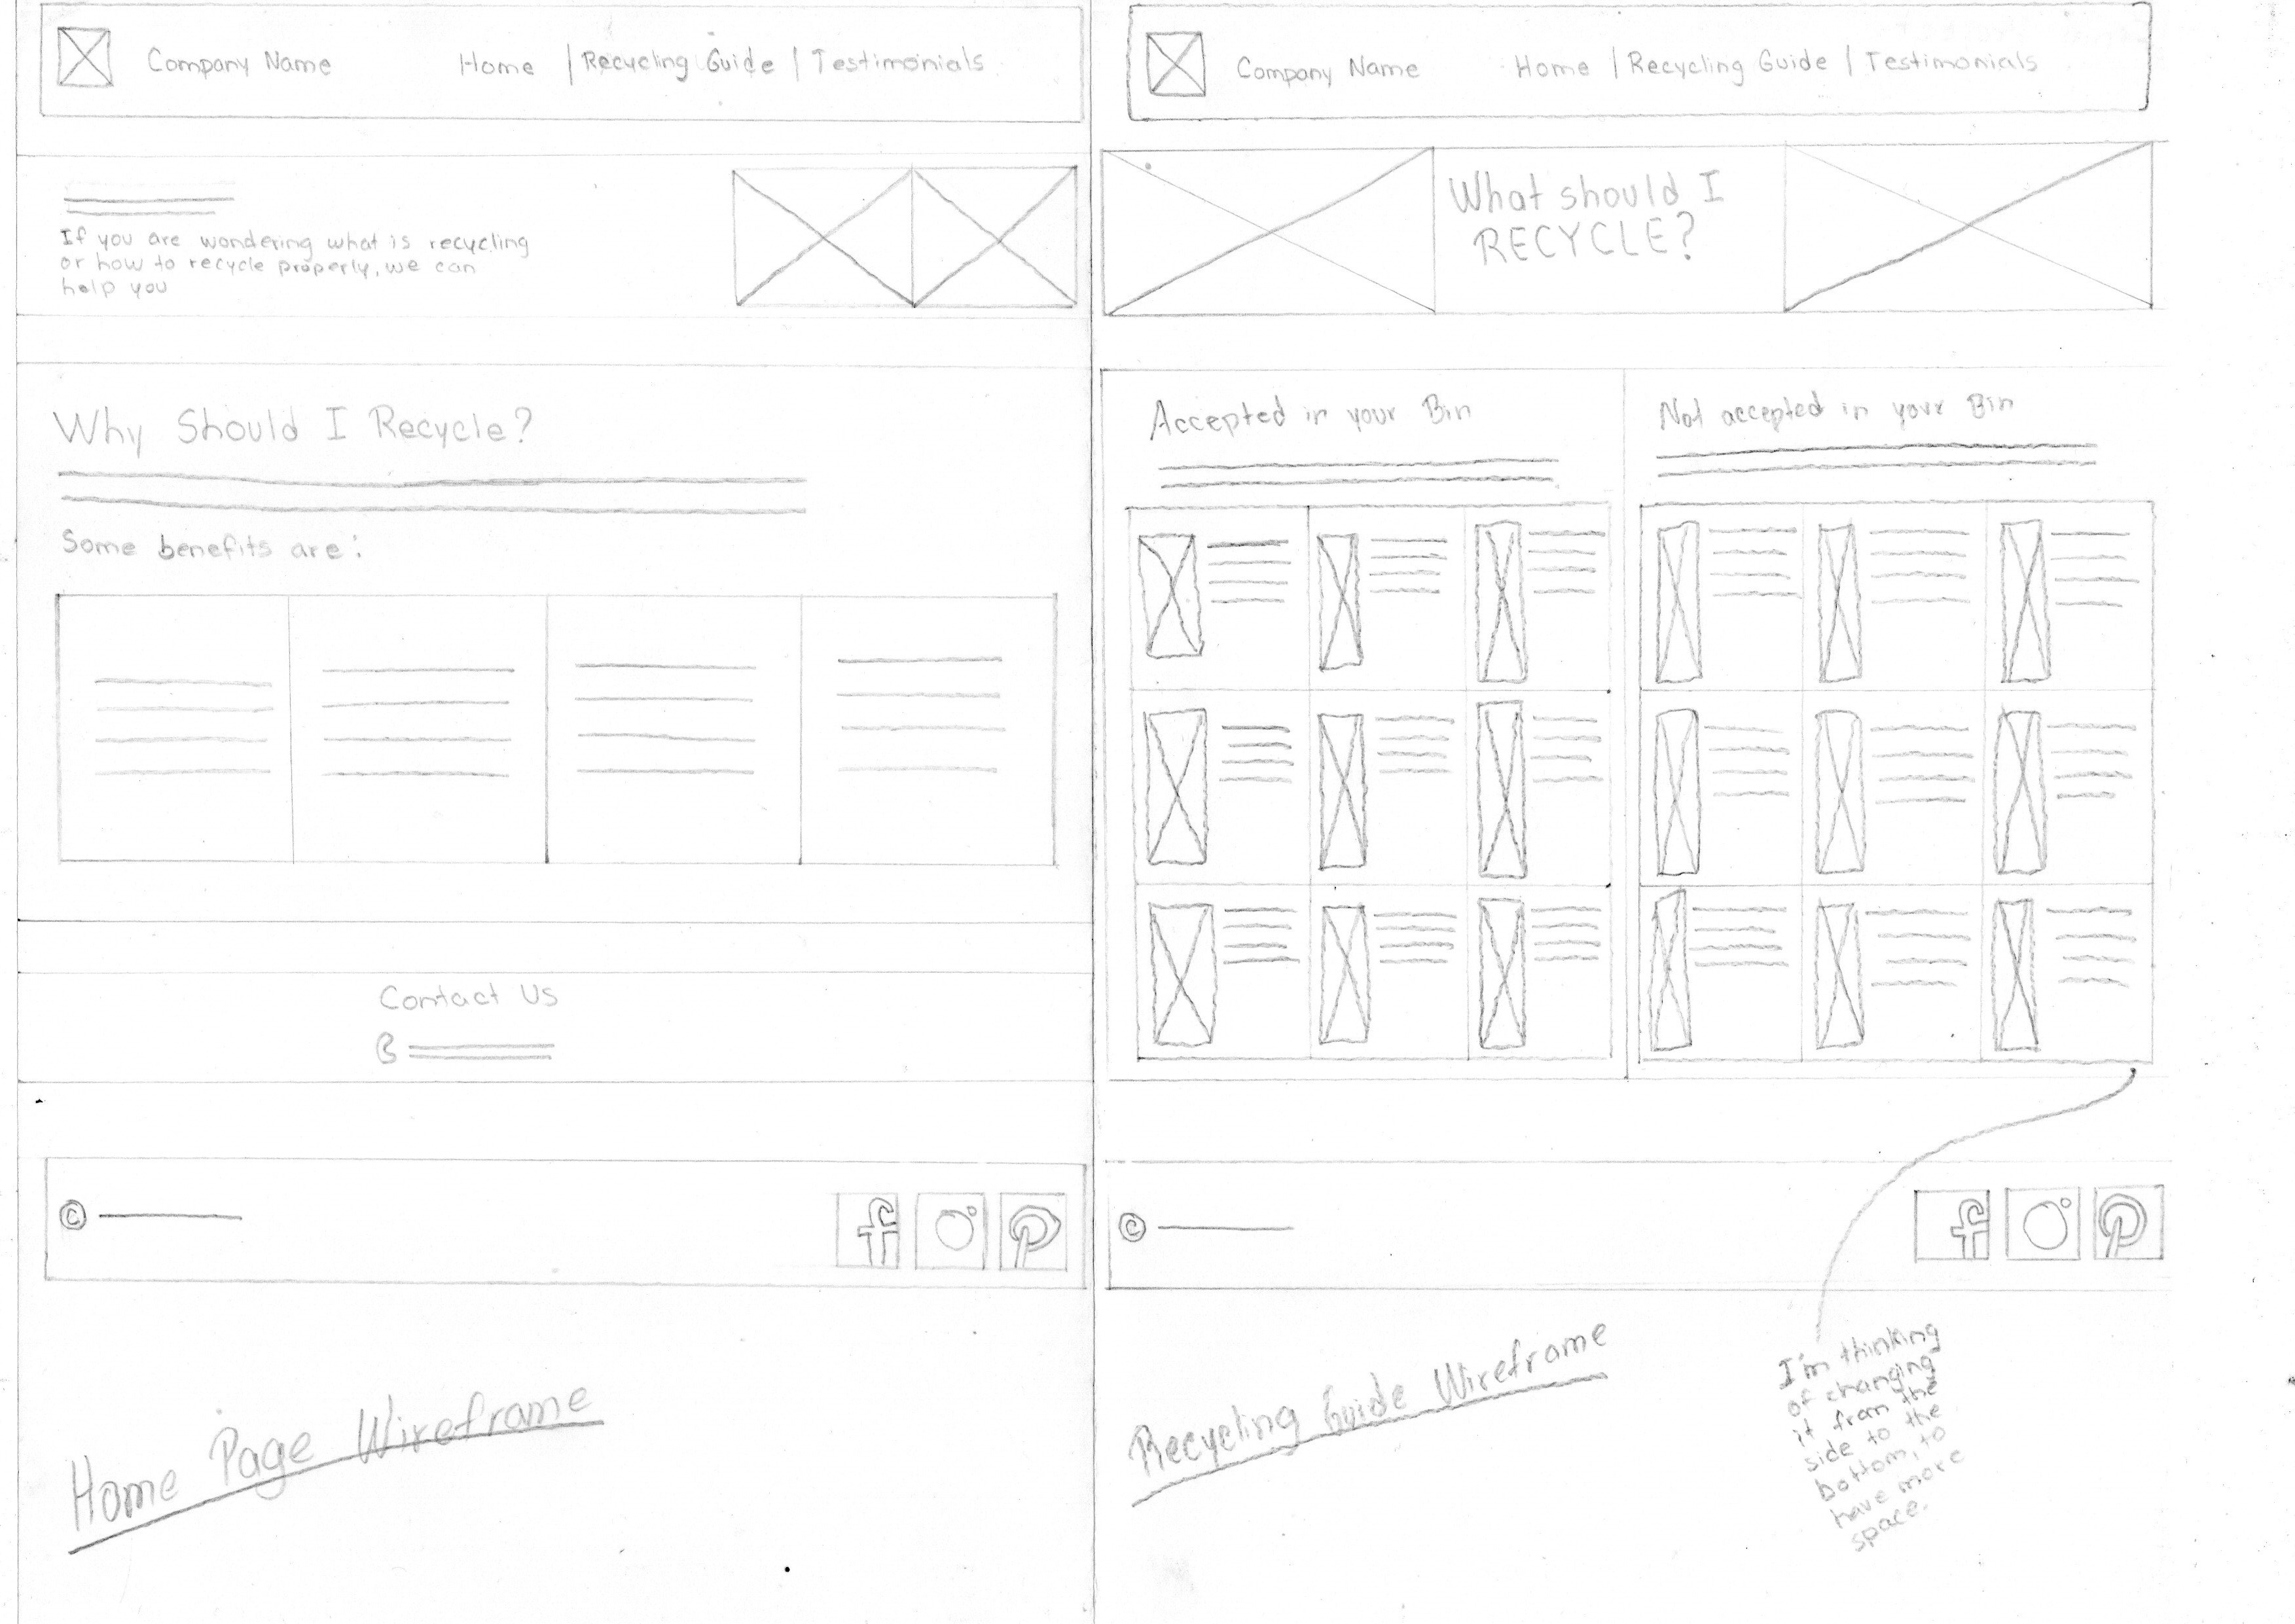 Company Name
Home | Recycling Guide | Testimonials
If you are wondering what is recycling
or how to recycle properly, we can
help you
Why Should I Recycle?
Some benefits are:
Contact Us
©
Home Page Wireframe
Company Name
Home | Recycling Guide | Testimonials
What should I
RECYCLE?
Accepted in your Bin
Not accepted in your Bin
©
Recycling Guide Wireframe
I'm thinking
of changing
it from the
side to the
bottom, to
have more
space.